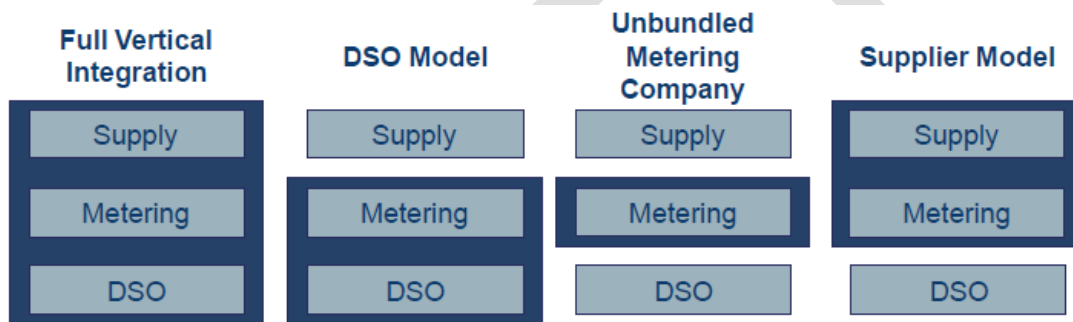 Full Vertical
Integration
DSO Model
Unbundled
Metering
Company
Supplier Model
Supply
Supply
Supply
Supply
Metering
Metering
Metering
Metering
DSO
DSO
DSO
DSO